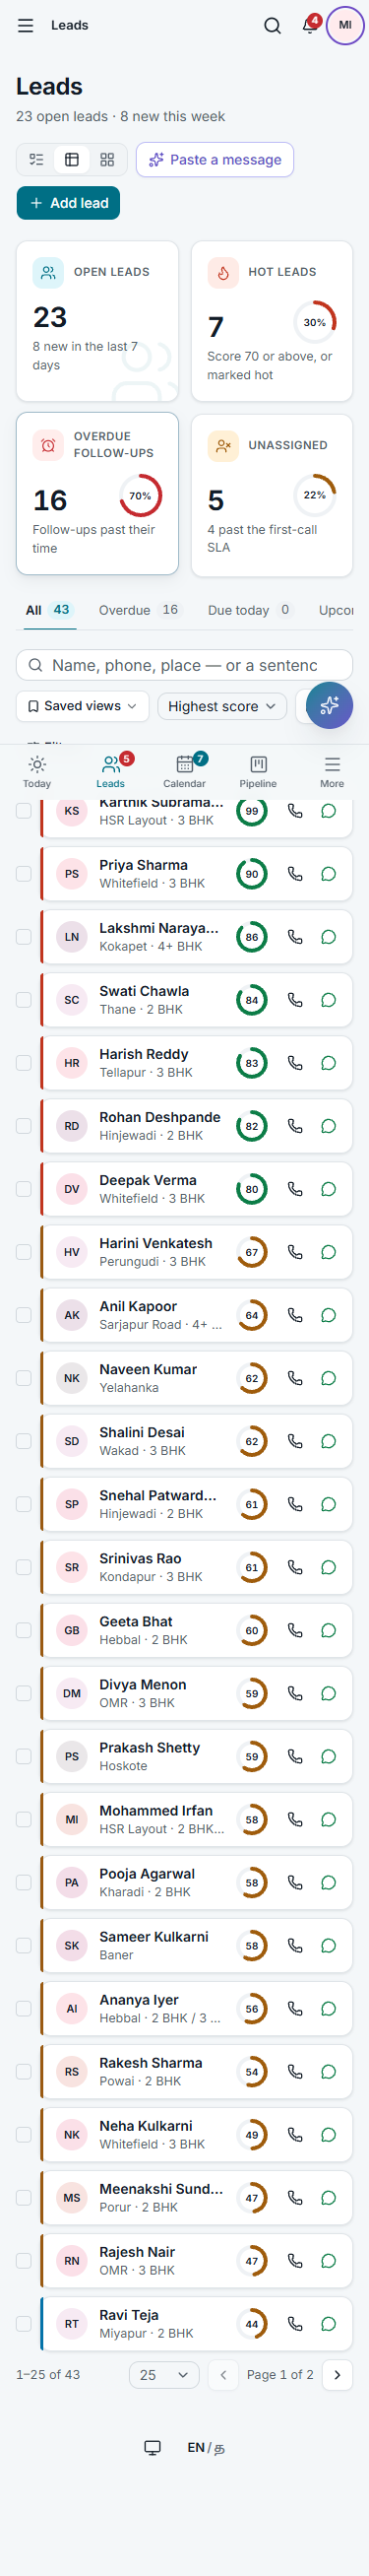 Leads
4
MI
Leads
23 open leads · 8 new this week
Paste a message
+ Add lead
OPEN LEADS
23
8 new in the last 7
days
HOT LEADS
7
30%
Score 70 or above, or
marked hot
OVERDUE
FOLLOW-UPS
16
70%
Follow-ups past their
time
UNASSIGNED
5
22%
4 past the first-call
SLA
All 43 Overdue 16 Due today 0 Upcor
Name, phone, place — or a sentenc
Saved views Highest score
5 7
Today Leads Calendar Pipeline More
KS Karthik Subrama... 99
HSR Layout · 3 BHK
PS Priya Sharma 90
Whitefield · 3 BHK
LN Lakshmi Naraya... 86
Kokapet · 4+ BHK
SC Swati Chawla 84
Thane · 2 BHK
HR Harish Reddy 83
Tellapur · 3 BHK
RD Rohan Deshpande 82
Hinjewadi · 2 BHK
DV Deepak Verma 80
Whitefield · 3 BHK
HV Harini Venkatesh 67
Perungudi · 3 BHK
AK Anil Kapoor 64
Sarjapur Road · 4+ ...
NK Naveen Kumar 62
Yelahanka
SD Shalini Desai 62
Wakad · 3 BHK
SP Snehal Patward... 61
Hinjewadi · 2 BHK
SR Srinivas Rao 61
Kondapur · 3 BHK
GB Geeta Bhat 60
Hebbal · 2 BHK
DM Divya Menon 59
OMR · 3 BHK
PS Prakash Shetty 59
Hoskote
MI Mohammed Irfan 58
HSR Layout · 2 BHK...
PA Pooja Agarwal 58
Kharadi · 2 BHK
SK Sameer Kulkarni 58
Baner
AI Ananya Iyer 56
Hebbal · 2 BHK / 3 ...
RS Rakesh Sharma 54
Powai · 2 BHK
NK Neha Kulkarni 49
Whitefield · 3 BHK
MS Meenakshi Sund... 47
Porur · 2 BHK
RN Rajesh Nair 47
OMR · 3 BHK
RT Ravi Teja 44
Miyapur · 2 BHK
1–25 of 43 25 Page 1 of 2
EN / த